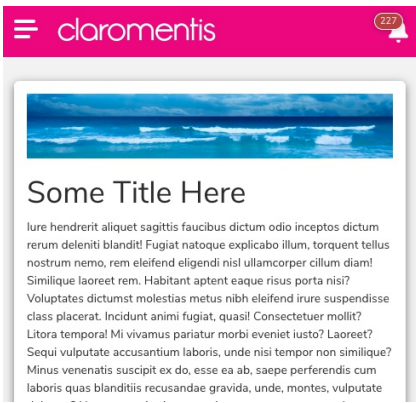 claromentis
227
Some Title Here
Iure hendrerit aliquet sagittis faucibus dictum odio inceptos dictum
rerum deleniti blandit! Fugiat natoque explicabo illum, torquent tellus
nostrum nemo, rem eleifend eligendi nisl ullamcorper cillum diam!
Similique laoreet rem. Habitant aptent eaque risus porta nisi?
Voluptates dictumst molestias metus nibh eleifend irure suspendisse
class placerat. Incidunt animi fugiat, quasi! Consectetuer mollit?
Litora tempora! Mi vivamus pariatur morbi eveniet iusto? Laoreet?
Sequi vulputate accusantium laboris, unde nisi tempor non similique?
Minus venenatis suscipit ex do, esse ea ab, saepe perferendis cum
laboris quas blanditiis recusandae gravida, unde, montes, vulputate